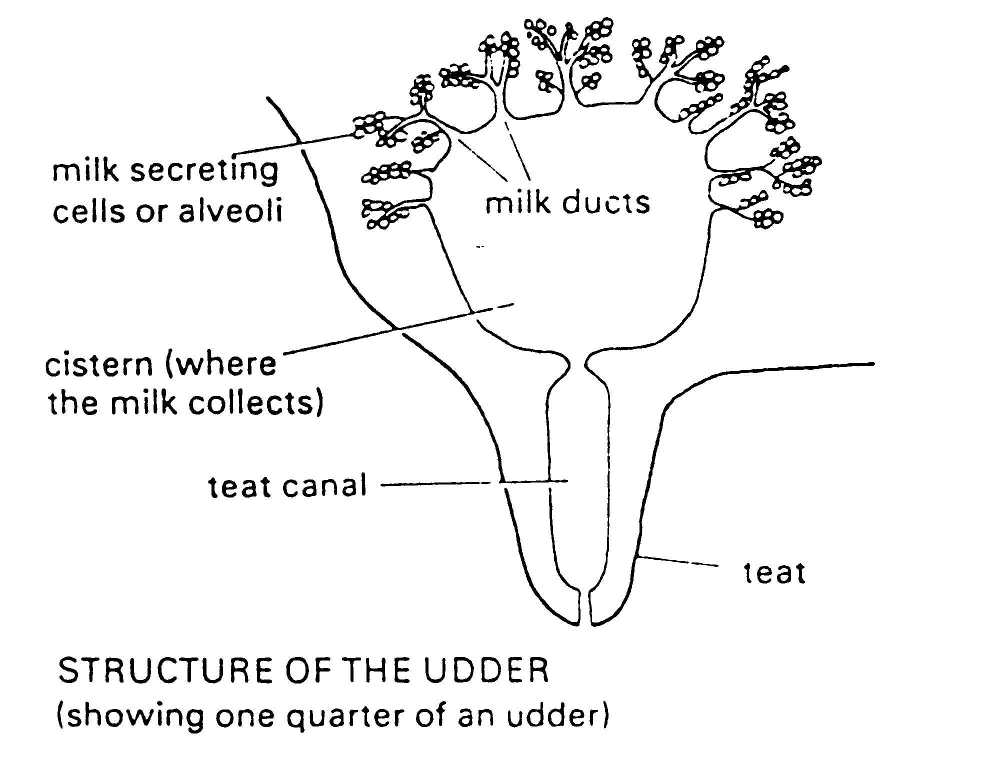 milk secreting
cells or alveoli
milk ducts
cistern (where
the milk collects)
teat canal
teat
STRUCTURE OF THE UDDER
(showing one quarter of an udder)